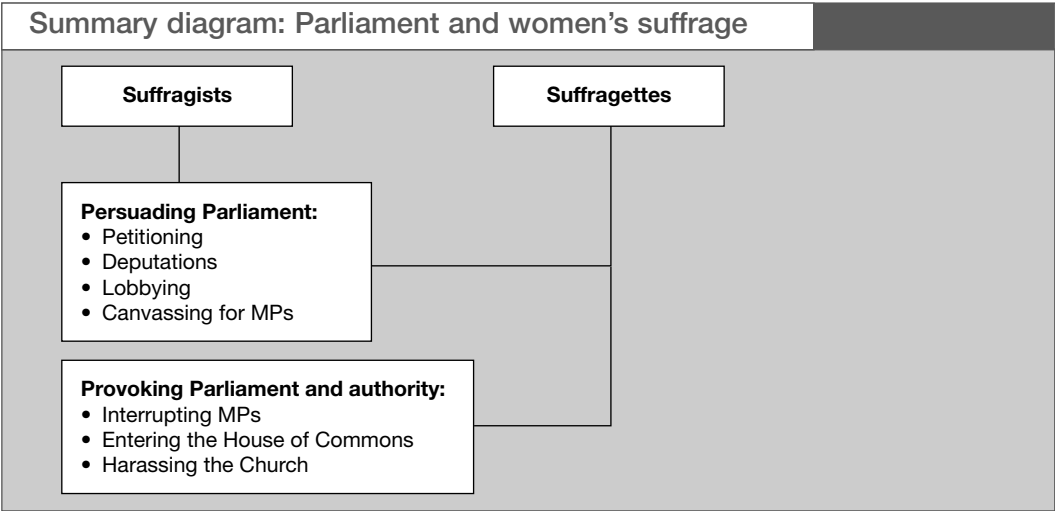 Summary diagram: Parliament and women's suffrage
Suffragists
Suffragettes
Persuading Parliament:
• Petitioning
• Deputations
• Lobbying
• Canvassing for MPs
Provoking Parliament and authority:
• Interrupting MPs
• Entering the House of Commons
• Harassing the Church